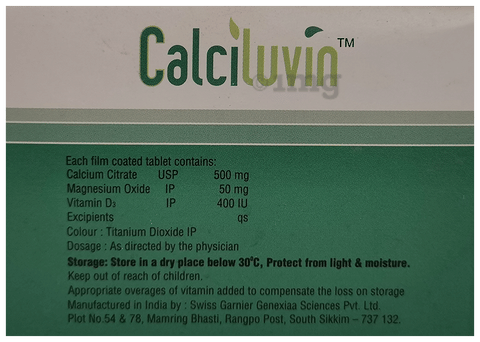 Calciluvin™
1mg
Each film coated tablet contains:
Calcium Citrate USP 500 mg
Magnesium Oxide IP 50 mg
Vitamin D₃ IP 400 IU
Excipients qs
Colour : Titanium Dioxide IP
Dosage : As directed by the physician
Storage: Store in a dry place below 30°C, Protect from light & moisture.
Keep out of reach of children.
Appropriate overages of vitamin added to compensate the loss on storage
Manufactured in India by : Swiss Garnier Genexiaa Sciences Pvt. Ltd.
Plot No.54 & 78, Mamring Bhasti, Rangpo Post, South Sikkim – 737 132.